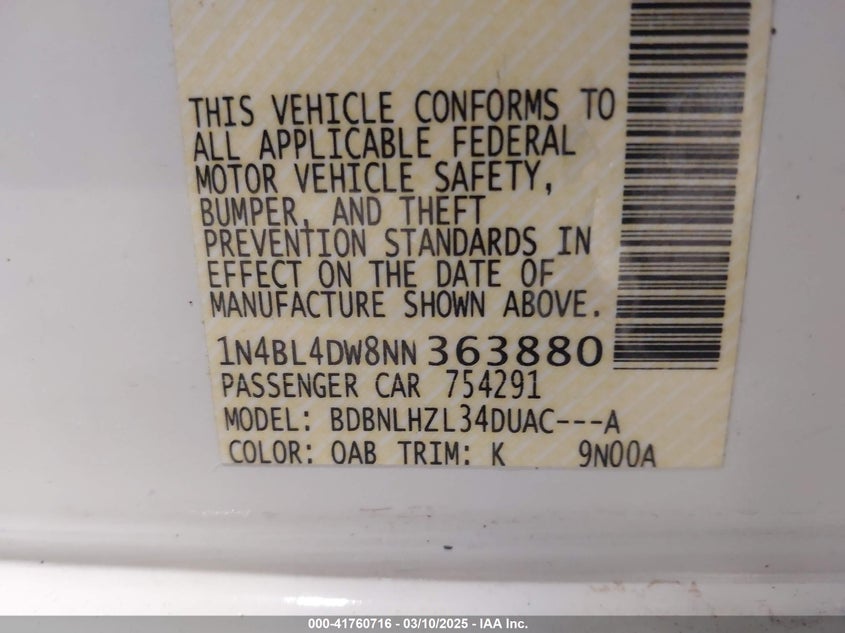 THIS VEHICLE CONFORMS TO
ALL APPLICABLE FEDERAL
MOTOR VEHICLE SAFETY,
BUMPER, AND THEFT
PREVENTION STANDARDS IN
EFFECT ON THE DATE OF
MANUFACTURE SHOWN ABOVE.
1N4BL4DW8NN363880
PASSENGER CAR 754291
MODEL: BDBNLHZL34DUAC---A
COLOR: QAB TRIM: K 9N00A
000-41760716 - 03/10/2025 - IAA Inc.